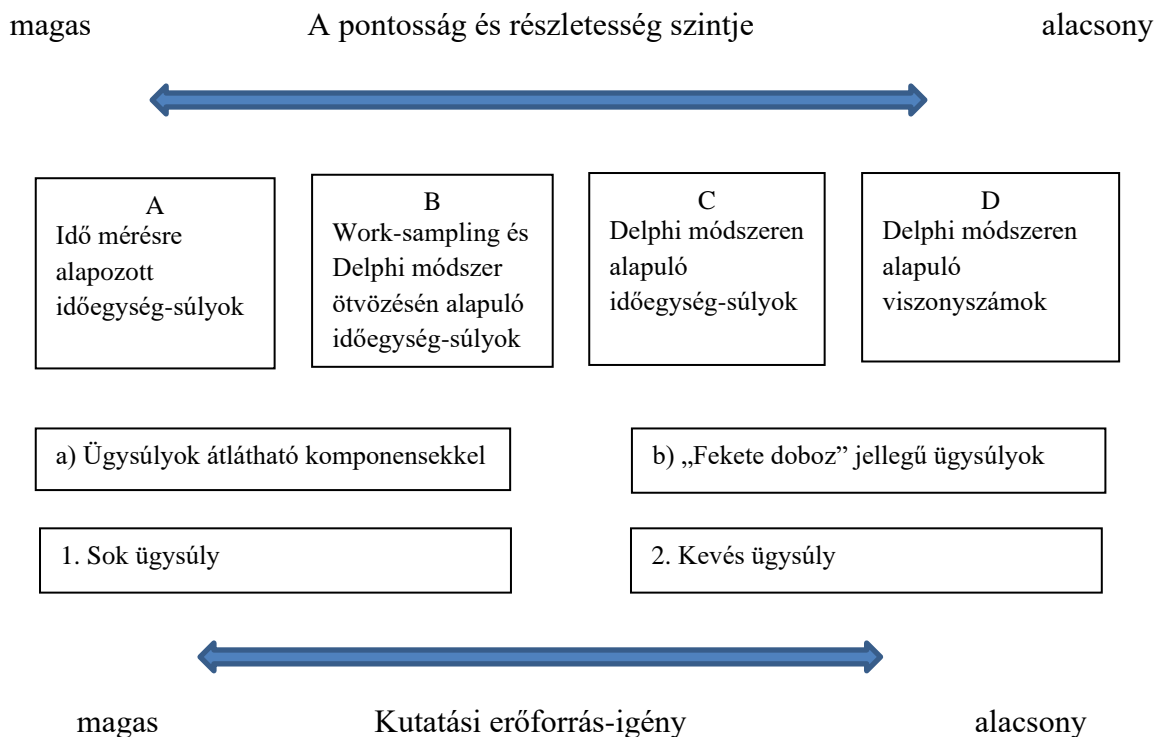 magas A pontosság és részletesség szintje alacsony
A
Idő mérésre
alapozott
időegység-súlyok
B
Work-sampling és
Delphi módszer
ötvözésén alapuló
időegység-súlyok
C
Delphi módszeren
alapuló
időegység-súlyok
D
Delphi módszeren
alapuló
viszonyszámok
a) Ügysúlyok átlátható komponensekkel
b) „Fekete doboz” jellegű ügysúlyok
1. Sok ügysúly
2. Kevés ügysúly
magas Kutatási erőforrás-igény alacsony